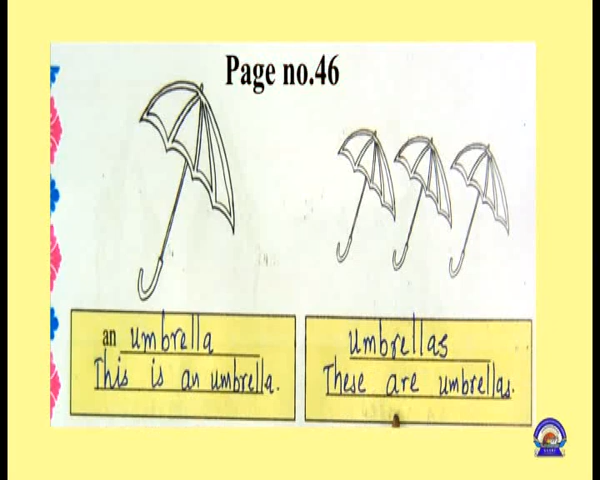 Page no.46
an umbrella
This is an umbrella.
umbrellas
These are umbrellas.